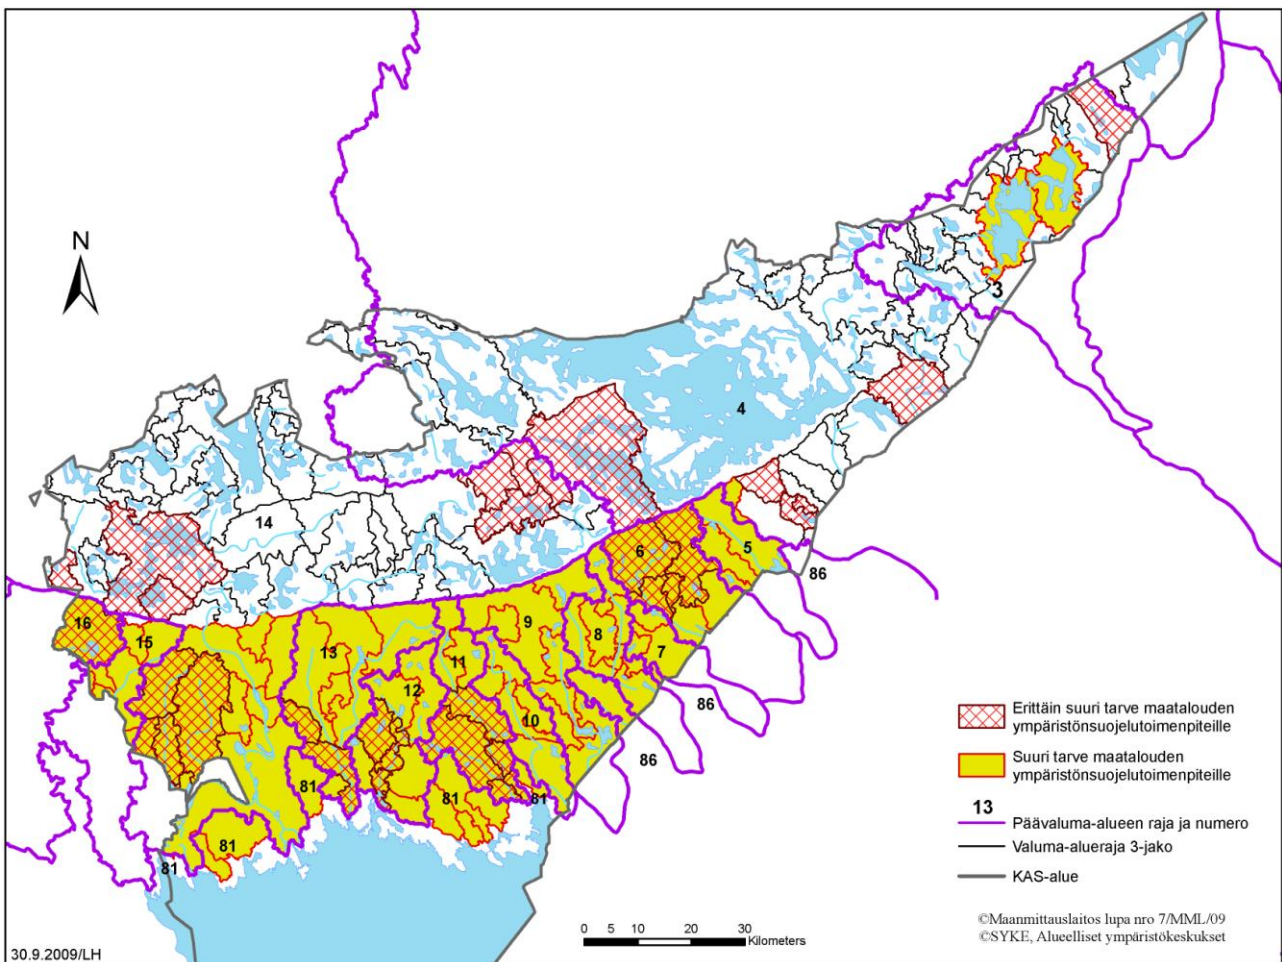 N
3
4
14
6
5
86
16
15
13
9
8
7
11
12
10
86
86
81
81
81
81
81
Erittäin suuri tarve maatalouden
ympäristönsuojelutoimenpiteille
Suuri tarve maatalouden
ympäristönsuojelutoimenpiteille
13
Päävaluma-alueen raja ja numero
Valuma-alueraja 3-jako
KAS-alue
0 5 10 20 30
Kilometers
©Maanmittauslaitos lupa nro 7/MML/09
©SYKE, Alueelliset ympäristökeskukset
30.9.2009/LH